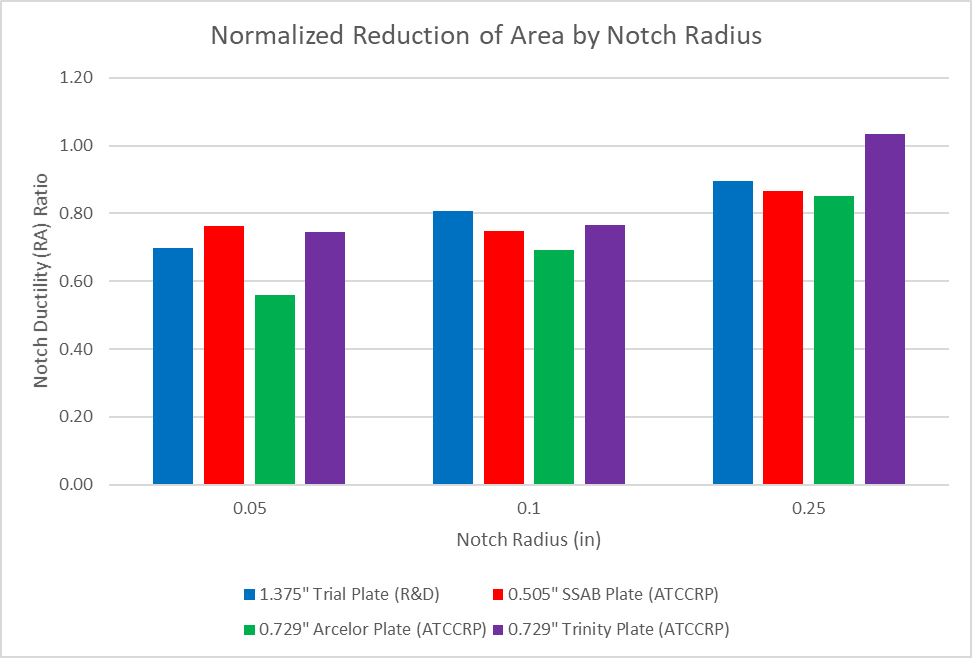 Normalized Reduction of Area by Notch Radius
Notch Ductility (RA) Ratio
1.20
1.00
0.80
0.60
0.40
0.20
0.00
0.05 0.1 0.25
Notch Radius (in)
1.375" Trial Plate (R&D) 0.505" SSAB Plate (ATCCRP)
0.729" Arcelor Plate (ATCCRP) 0.729" Trinity Plate (ATCCRP)